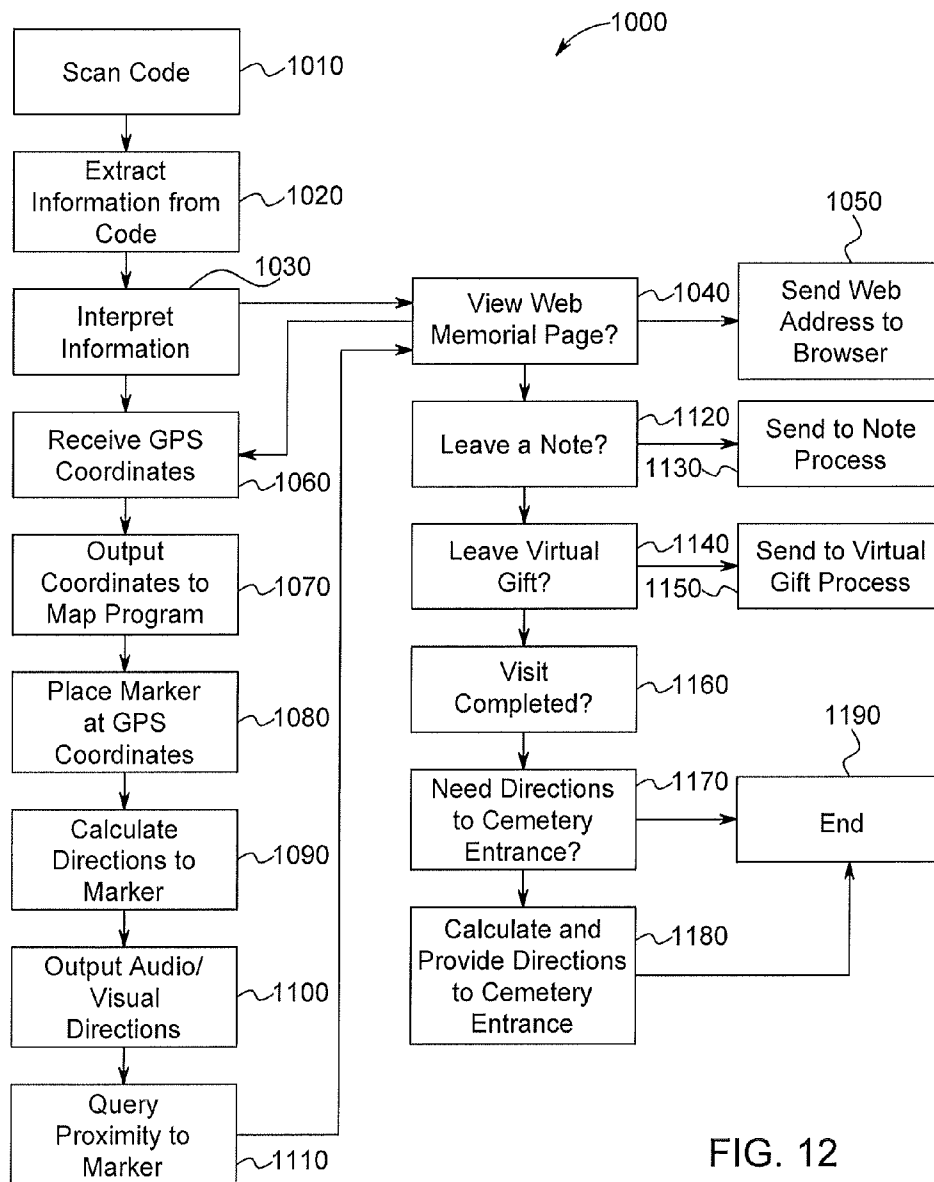 1000
Scan Code
1010
Extract
Information from
Code
1020
1030
Interpret
Information
Receive GPS
Coordinates
1060
Output
Coordinates to
Map Program
1070
Place Marker
at GPS
Coordinates
1080
Calculate
Directions to
Marker
1090
Output Audio/
Visual
Directions
1100
Query
Proximity to
Marker
1110
View Web
Memorial Page?
1040
1050
Send Web
Address to
Browser
Leave a Note?
1120
1130
Send to Note
Process
Leave Virtual
Gift?
1140
1150
Send to Virtual
Gift Process
Visit
Completed?
1160
Need Directions
to Cemetery
Entrance?
1170
1190
End
Calculate and
Provide Directions
to Cemetery
Entrance
1180
FIG. 12